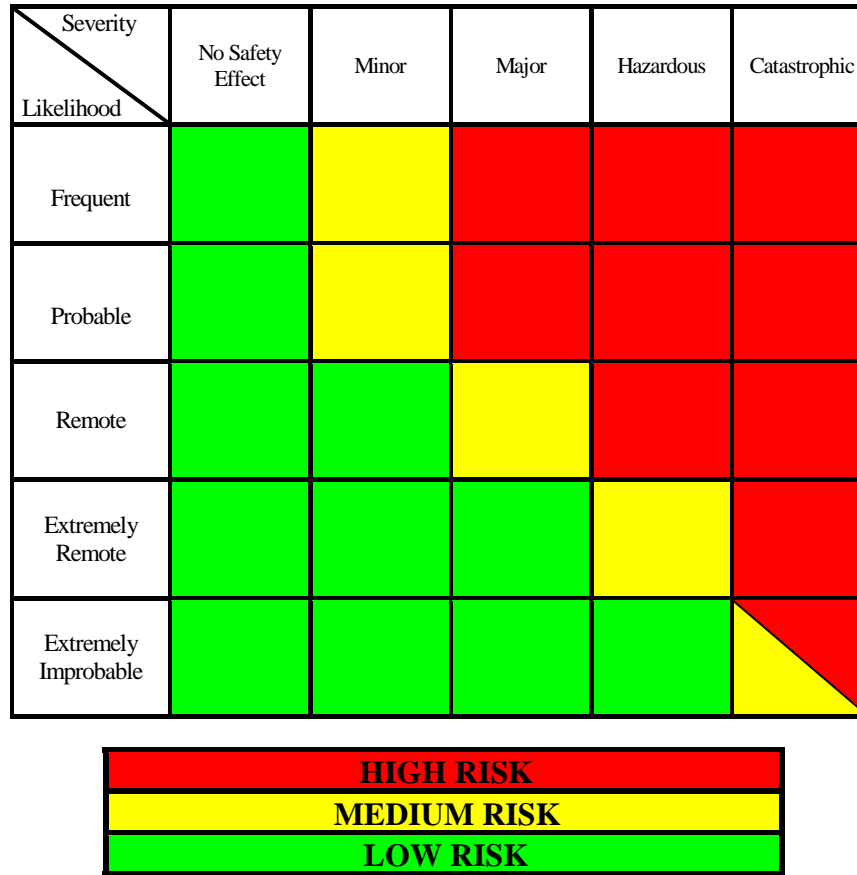 Severity
Likelihood
No Safety
Effect
Minor
Major
Hazardous
Catastrophic
Frequent
Probable
Remote
Extremely
Remote
Extremely
Improbable
HIGH RISK
MEDIUM RISK
LOW RISK